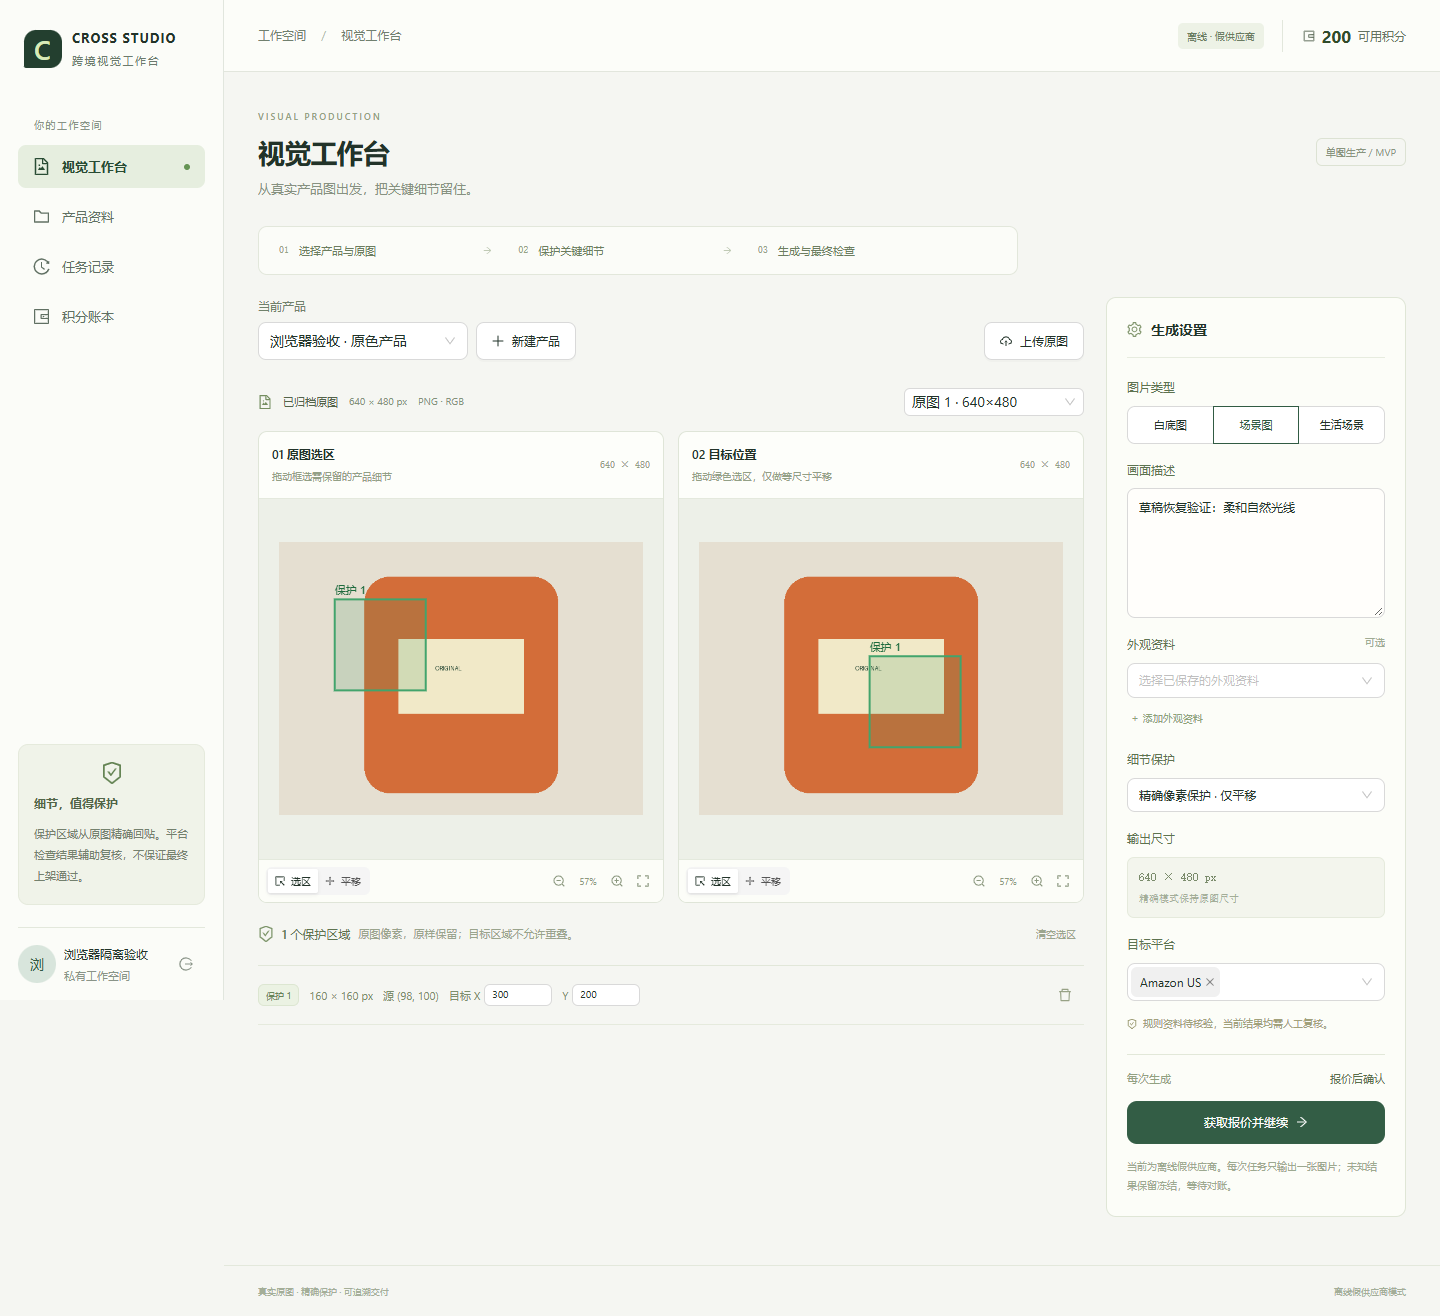 C
CROSS STUDIO
跨境视觉工作台
你的工作空间
视觉工作台
产品资料
任务记录
积分账本
细节，值得保护
保护区域从原图精确回贴。平台
检查结果辅助复核，不保证最终
上架通过。
浏
浏览器隔离验收
私有工作空间
工作空间 / 视觉工作台
离线 · 假供应商
200 可用积分
VISUAL PRODUCTION
视觉工作台
从真实产品图出发，把关键细节留住。
单图生产 / MVP
01 选择产品与原图 → 02 保护关键细节 → 03 生成与最终检查
当前产品
浏览器验收 · 原色产品
+ 新建产品
上传原图
已归档原图 640 × 480 px PNG · RGB
原图 1 · 640×480
01 原图选区
拖动框选需保留的产品细节
640 × 480
保护 1
ORIGINAL
选区 平移 57%
02 目标位置
拖动绿色选区，仅做等尺寸平移
640 × 480
保护 1
ORIGINAL
选区 平移 57%
1 个保护区域 原图像素，原样保留；目标区域不允许重叠。
清空选区
保护 1 160 × 160 px 源 (98, 100) 目标 X 300 Y 200
生成设置
图片类型
白底图 场景图 生活场景
画面描述
草稿恢复验证：柔和自然光线
外观资料 可选
选择已保存的外观资料
+ 添加外观资料
细节保护
精确像素保护 · 仅平移
输出尺寸
640 × 480 px
精确模式保持原图尺寸
目标平台
Amazon US ×
规则资料待核验，当前结果均需人工复核。
每次生成 报价后确认
获取报价并继续 →
当前为离线假供应商。每次任务只输出一张图片；未知结
果保留冻结，等待对账。
真实原图 · 精确保护 · 可追溯交付
离线假供应商模式